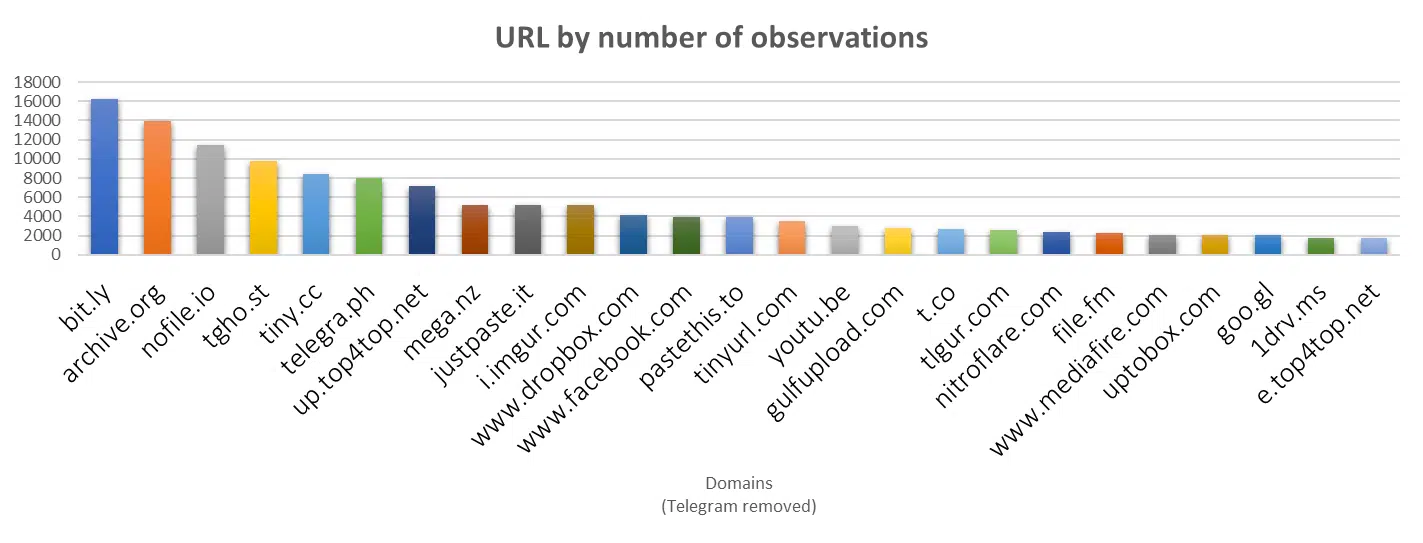 URL by number of observations
18000
16000
14000
12000
10000
8000
6000
4000
2000
0
bit.ly
archive.org
nofile.io
tgho.st
tiny.cc
telegra.ph
up.top4top.net
mega.nz
justpaste.it
i.imgur.com
www.dropbox.com
www.facebook.com
pastethis.to
tinyurl.com
youtu.be
gulfupload.com
t.co
tlgur.com
nitroflare.com
file.fm
www.mediafire.com
uptobox.com
goo.gl
1drv.ms
e.top4top.net
Domains
(Telegram removed)